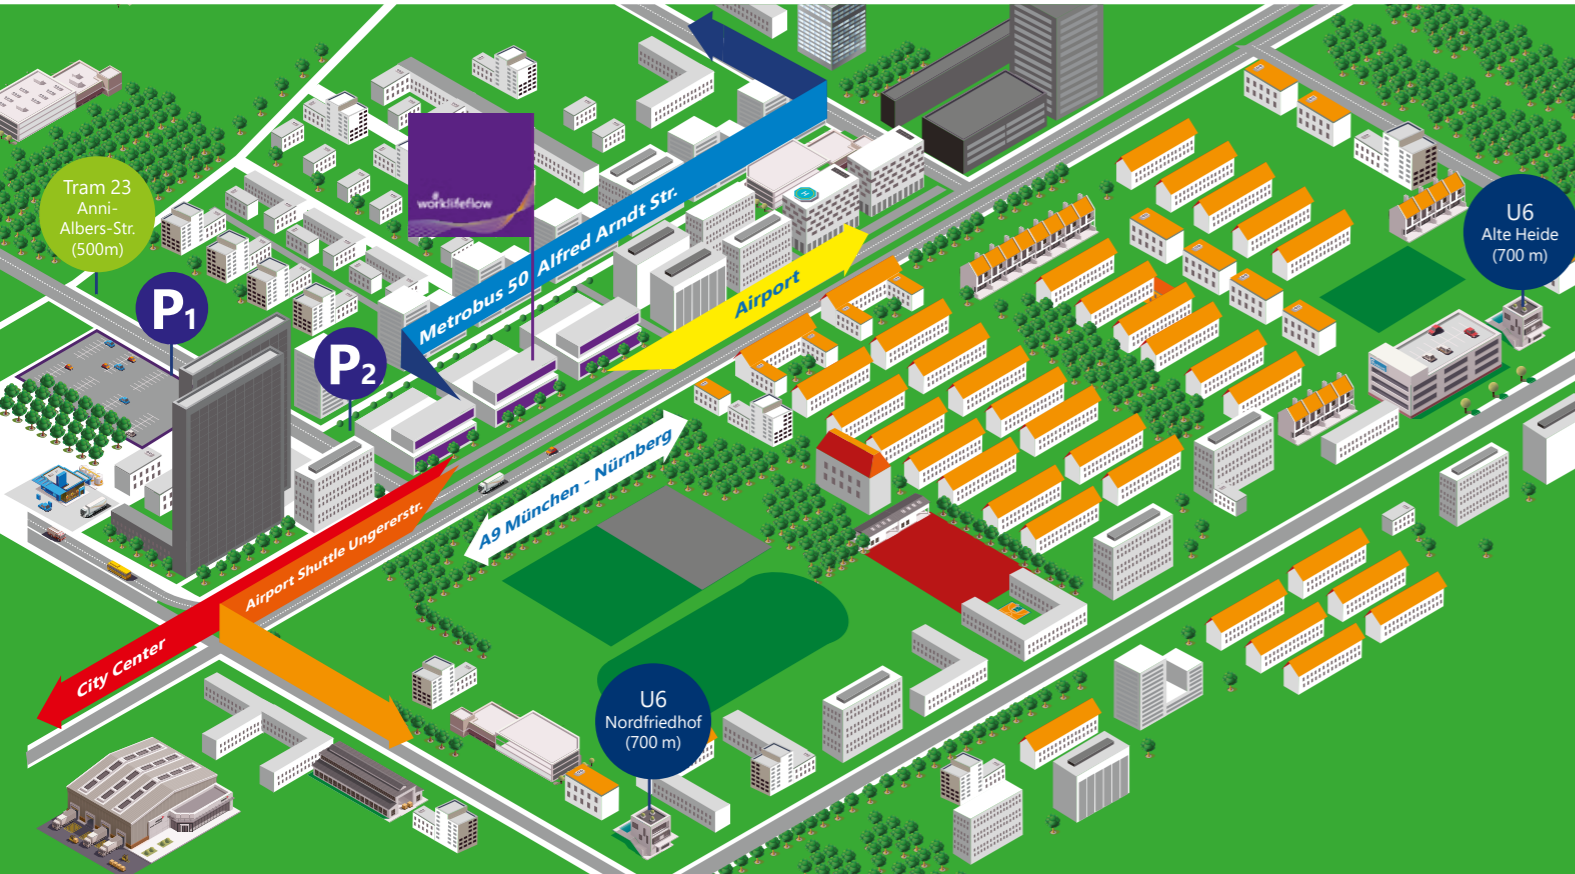 Tram 23
Anni-
Albers-Str.
(500m)
P1
P2
worklifeflow
Metrobus 50 Alfred Arndt Str.
Airport
U6
Alte Heide
(700 m)
A9 München - Nürnberg
Airport Shuttle Ungererstr.
City Center
U6
Nordfriedhof
(700 m)
H